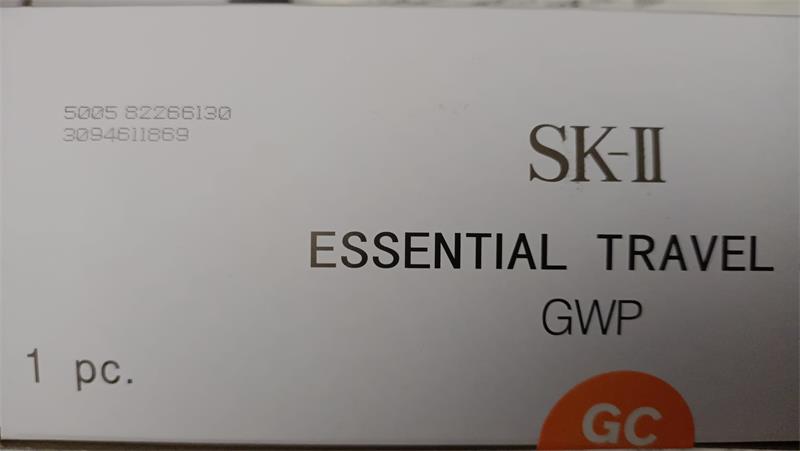 5005 82266130
3094611869
SK-II
ESSENTIAL TRAVEL
GWP
1 pc.
GC